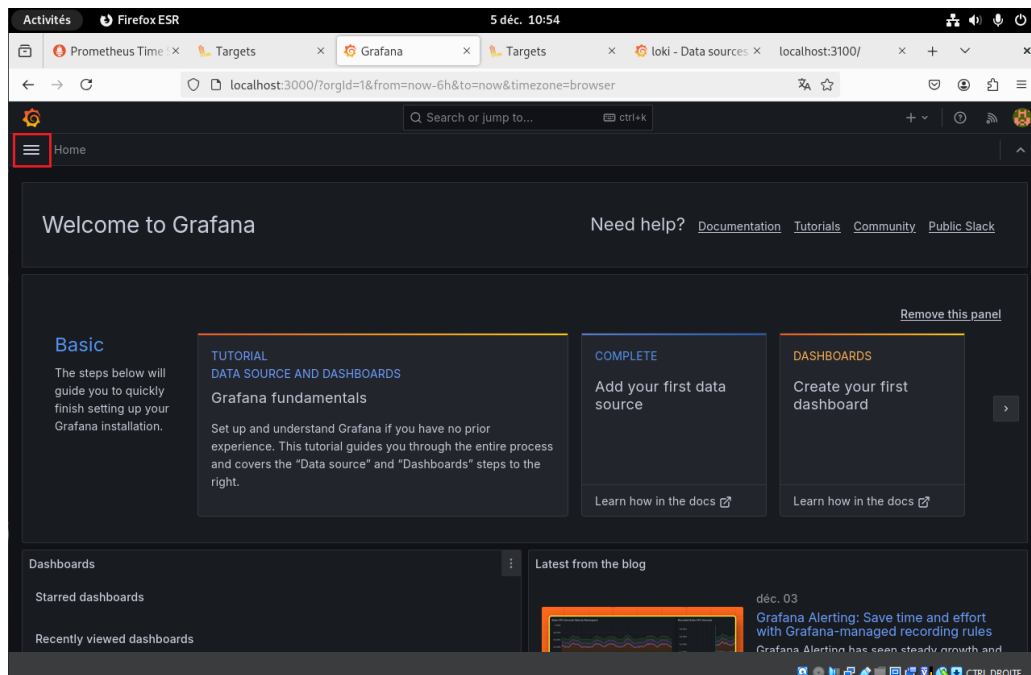 Activités Firefox ESR 5 déc. 10:54
Prometheus Time Targets Grafana Targets loki - Data sources localhost:3100/
localhost:3000/?orgId=1&from=now-6h&to=now&timezone=browser
Search or jump to... ctrl+k
Home
Welcome to Grafana
Need help? Documentation Tutorials Community Public Slack
Remove this panel
Basic
The steps below will
guide you to quickly
finish setting up your
Grafana installation.
TUTORIAL
DATA SOURCE AND DASHBOARDS
Grafana fundamentals
Set up and understand Grafana if you have no prior
experience. This tutorial guides you through the entire process
and covers the “Data source” and “Dashboards” steps to the
right.
COMPLETE
Add your first data
source
Learn how in the docs
DASHBOARDS
Create your first
dashboard
Learn how in the docs
Dashboards
Starred dashboards
Recently viewed dashboards
Latest from the blog
déc. 03
Grafana Alerting: Save time and effort
with Grafana-managed recording rules
Grafana Alerting has seen steady growth and
CTRL DROITE